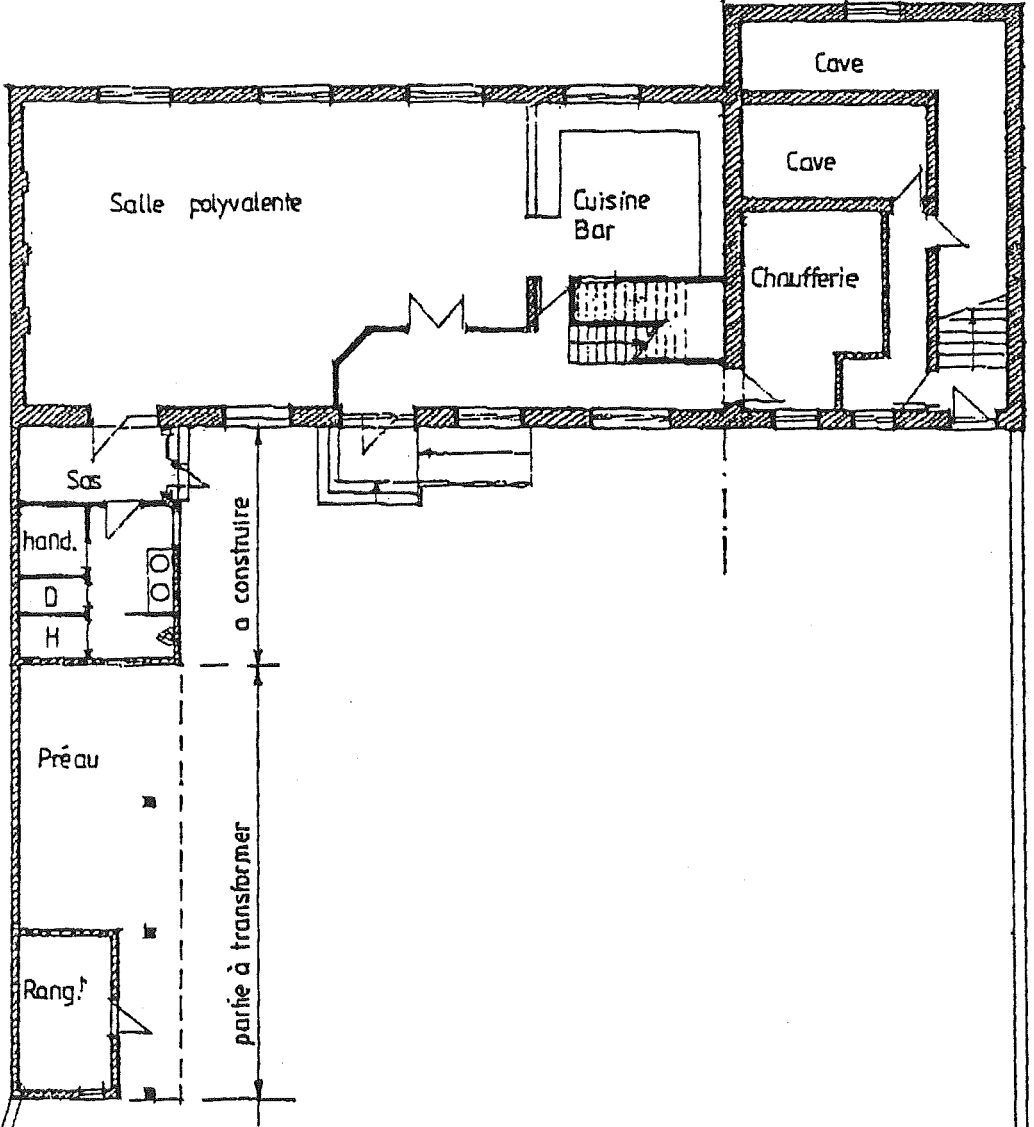 Cave
Cave
Salle polyvalente
Cuisine
Bar
Chaufferie
Sas
hand.
D
H
a construire
Préau
partie à transformer
Rang.t